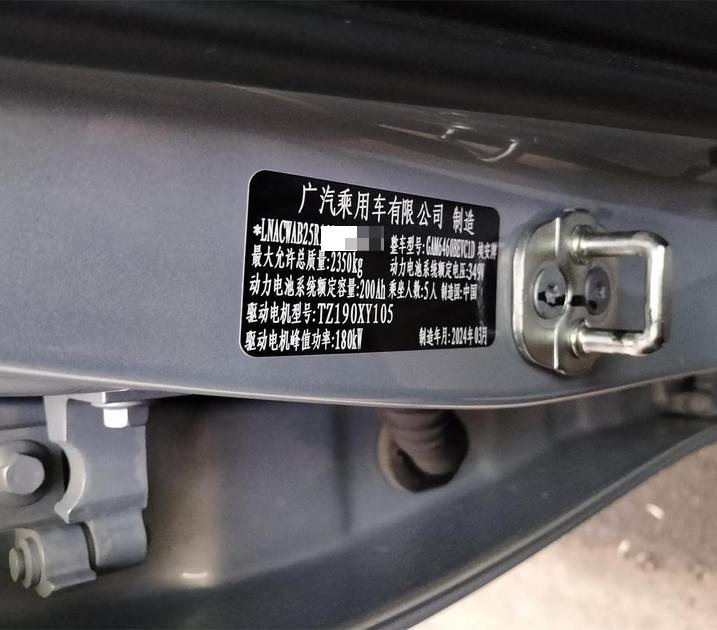 广汽乘用车有限公司 制造
*LNACWAB25R
整车型号:GAM6460BEVC1D 埃安牌
最大允许总质量:2350kg 动力电池系统额定电压:349V
动力电池系统额定容量:200Ah 乘坐人数:5人 制造国:中国
驱动电机型号:TZ190XY105
驱动电机峰值功率:180kW 制造年月:2024年03月